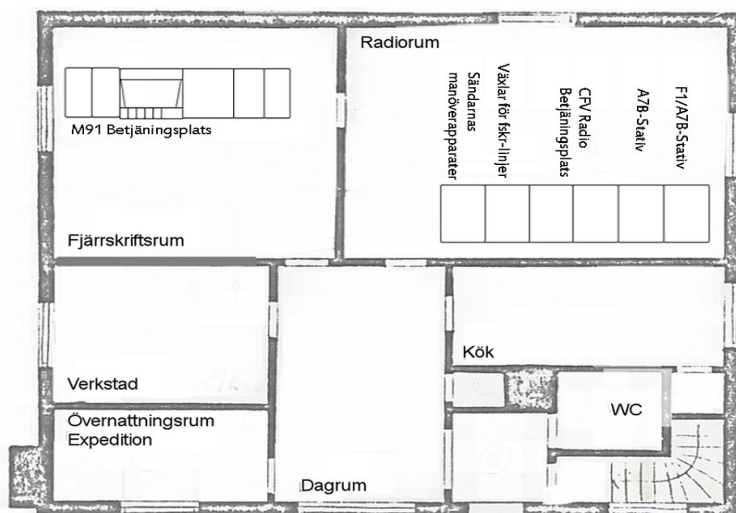 Radiorum
Sändarnas
manöverapparater
Växlar för fskr-linjer
CFV Radio
Betjäningsplats
A7B-Stativ
F1/A7B-Stativ
M91 Betjäningsplats
Fjärrskriftsrum
Kök
Verkstad
WC
Övernattningsrum
Expedition
Dagrum